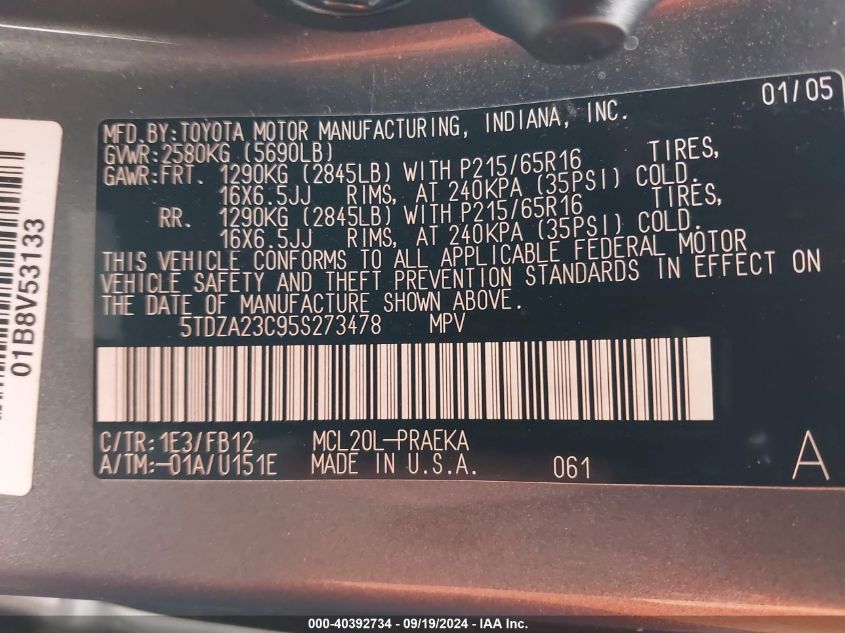 01/05
MFD.BY:TOYOTA MOTOR MANUFACTURING, INDIANA, INC.
GVWR:2580KG (5690LB)
GAWR:FRT. 1290KG (2845LB) WITH P215/65R16 TIRES,
16X6.5JJ RIMS, AT 240KPA (35PSI) COLD.
RR. 1290KG (2845LB) WITH P215/65R16 TIRES,
16X6.5JJ RIMS, AT 240KPA (35PSI) COLD.
THIS VEHICLE CONFORMS TO ALL APPLICABLE FEDERAL MOTOR
VEHICLE SAFETY AND THEFT PREVENTION STANDARDS IN EFFECT ON
THE DATE OF MANUFACTURE SHOWN ABOVE.
5TDZA23C95S273478 MPV
C/TR:1E3/FB12 MCL20L-PRAEKA
A/TM:-01A/U151E MADE IN U.S.A. 061 A
01B8V53133
000-40392734 - 09/19/2024 - IAA Inc.